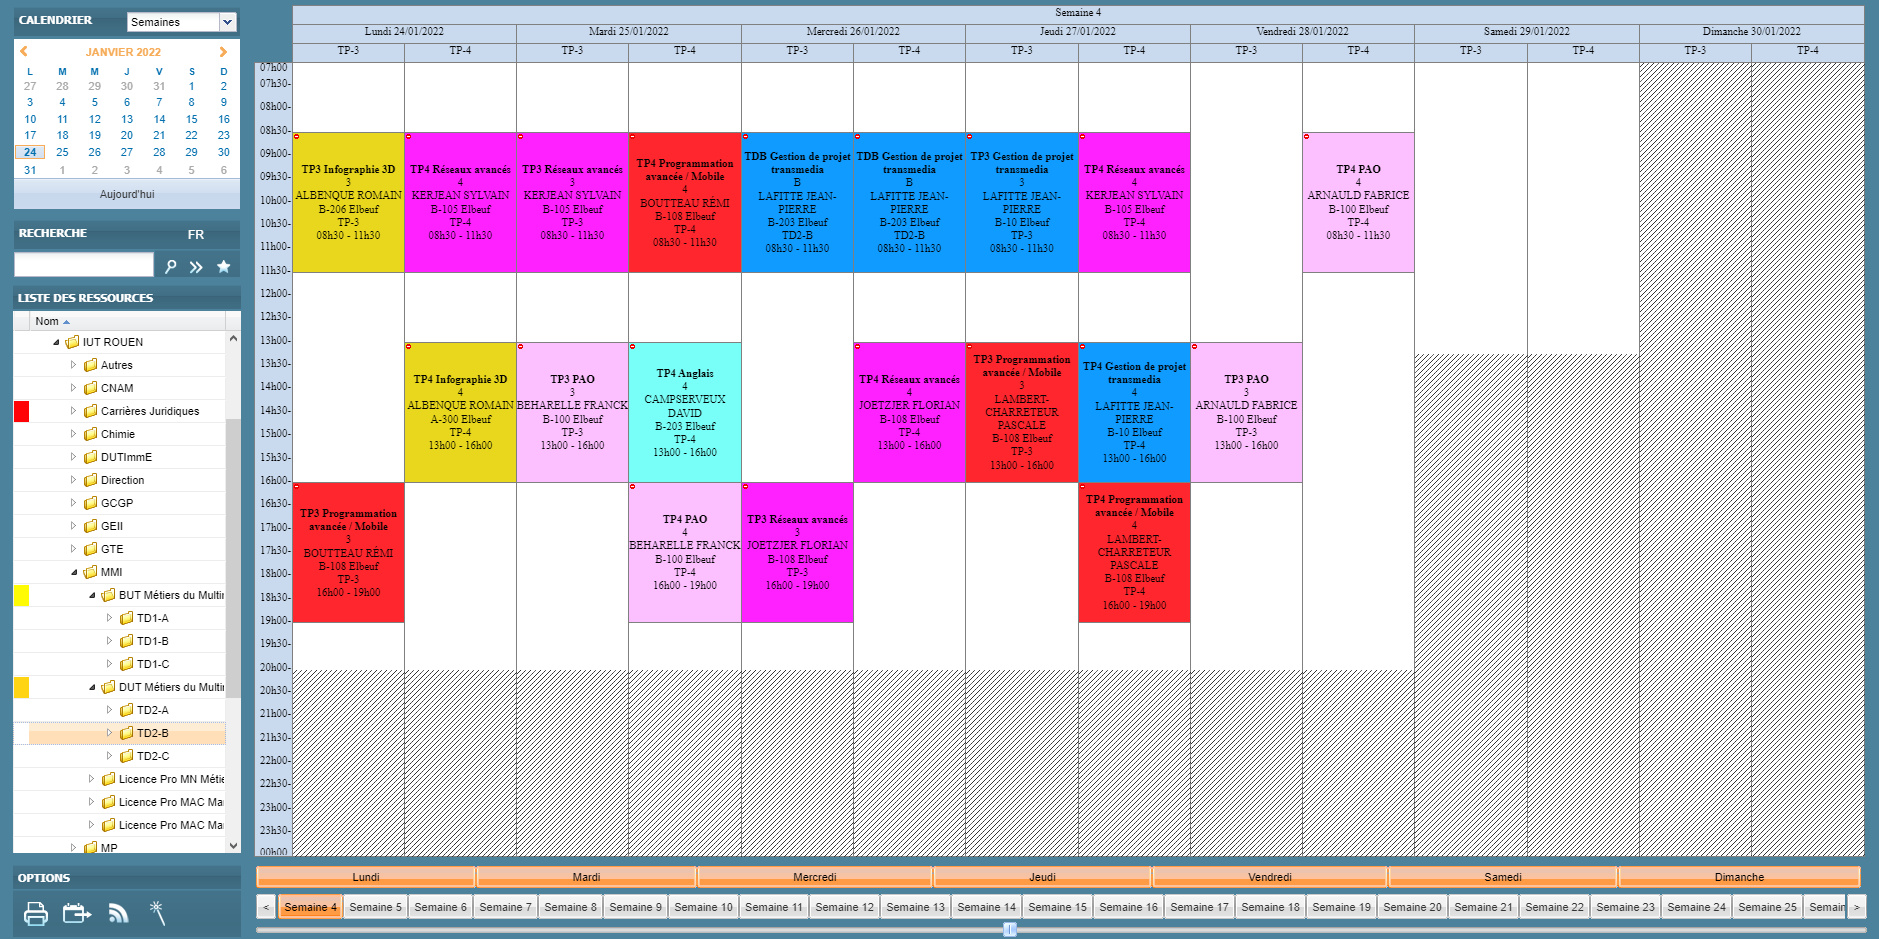 CALENDRIER
Semaines
JANVIER 2022
L M M J V S D
27 28 29 30 31 1 2
3 4 5 6 7 8 9
10 11 12 13 14 15 16
17 18 19 20 21 22 23
24 25 26 27 28 29 30
31 1 2 3 4 5 6
Aujourd'hui
RECHERCHE FR
LISTE DES RESSOURCES
Nom
IUT ROUEN
Autres
CNAM
Carrières Juridiques
Chimie
DUTImmE
Direction
GCGP
GEII
GTE
MMI
BUT Métiers du Multir
TD1-A
TD1-B
TD1-C
DUT Métiers du Multir
TD2-A
TD2-B
TD2-C
Licence Pro MN Métie
Licence Pro MAC Mai
Licence Pro MAC Mai
MP
OPTIONS
Semaine 4
Lundi 24/01/2022 Mardi 25/01/2022 Mercredi 26/01/2022 Jeudi 27/01/2022 Vendredi 28/01/2022 Samedi 29/01/2022 Dimanche 30/01/2022
TP-3 TP-4 TP-3 TP-4 TP-3 TP-4 TP-3 TP-4 TP-3 TP-4 TP-3 TP-4 TP-3 TP-4
07h00
07h30-
08h00-
08h30-
09h00-
09h30-
10h00-
10h30-
11h00-
11h30-
12h00-
12h30-
13h00-
13h30-
14h00-
14h30-
15h00-
15h30-
16h00-
16h30-
17h00-
17h30-
18h00-
18h30-
19h00-
19h30-
20h00-
20h30-
21h00-
21h30-
22h00-
22h30-
23h00-
23h30-
00h00
TP3 Infographie 3D
3
ALBENQUE ROMAIN
B-206 Elbeuf
TP-3
08h30 - 11h30
TP4 Réseaux avancés
4
KERJEAN SYLVAIN
B-105 Elbeuf
TP-4
08h30 - 11h30
TP3 Réseaux avancés
3
KERJEAN SYLVAIN
B-105 Elbeuf
TP-3
08h30 - 11h30
TP4 Programmation
avancée / Mobile
4
BOUTTEAU RÉMI
B-108 Elbeuf
TP-4
08h30 - 11h30
TDB Gestion de projet
transmedia
B
LAFITTE JEAN-
PIERRE
B-203 Elbeuf
TD2-B
08h30 - 11h30
TDB Gestion de projet
transmedia
B
LAFITTE JEAN-
PIERRE
B-203 Elbeuf
TD2-B
08h30 - 11h30
TP3 Gestion de projet
transmedia
3
LAFITTE JEAN-
PIERRE
B-10 Elbeuf
TP-3
08h30 - 11h30
TP4 Réseaux avancés
4
KERJEAN SYLVAIN
B-105 Elbeuf
TP-4
08h30 - 11h30
TP4 PAO
4
ARNAULD FABRICE
B-100 Elbeuf
TP-4
08h30 - 11h30
TP4 Infographie 3D
4
ALBENQUE ROMAIN
A-300 Elbeuf
TP-4
13h00 - 16h00
TP3 PAO
3
BEHARELLE FRANCK
B-100 Elbeuf
TP-3
13h00 - 16h00
TP4 Anglais
4
CAMPSERVEUX
DAVID
B-203 Elbeuf
TP-4
13h00 - 16h00
TP4 Réseaux avancés
4
JOETZJER FLORIAN
B-108 Elbeuf
TP-4
13h00 - 16h00
TP3 Programmation
avancée / Mobile
3
LAMBERT-
CHARRETEUR
PASCALE
B-108 Elbeuf
TP-3
13h00 - 16h00
TP4 Gestion de projet
transmedia
4
LAFITTE JEAN-
PIERRE
B-10 Elbeuf
TP-4
13h00 - 16h00
TP3 PAO
3
ARNAULD FABRICE
B-100 Elbeuf
TP-3
13h00 - 16h00
TP3 Programmation
avancée / Mobile
3
BOUTTEAU RÉMI
B-108 Elbeuf
TP-3
16h00 - 19h00
TP4 PAO
4
BEHARELLE FRANCK
B-100 Elbeuf
TP-4
16h00 - 19h00
TP3 Réseaux avancés
3
JOETZJER FLORIAN
B-108 Elbeuf
TP-3
16h00 - 19h00
TP4 Programmation
avancée / Mobile
4
LAMBERT-
CHARRETEUR
PASCALE
B-108 Elbeuf
TP-4
16h00 - 19h00
Lundi Mardi Mercredi Jeudi Vendredi Samedi Dimanche
< Semaine 4 Semaine 5 Semaine 6 Semaine 7 Semaine 8 Semaine 9 Semaine 10 Semaine 11 Semaine 12 Semaine 13 Semaine 14 Semaine 15 Semaine 16 Semaine 17 Semaine 18 Semaine 19 Semaine 20 Semaine 21 Semaine 22 Semaine 23 Semaine 24 Semaine 25 Semain >